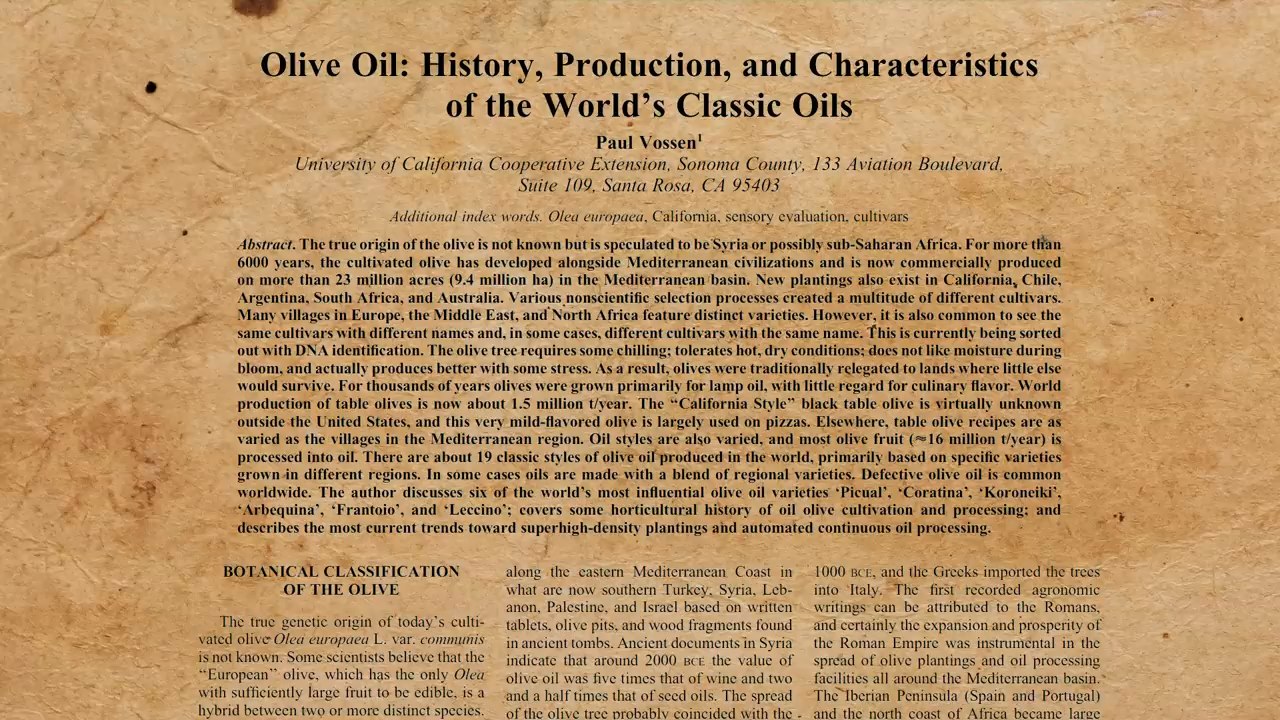 Olive Oil: History, Production, and Characteristics
of the World's Classic Oils
Paul Vossen¹
University of California Cooperative Extension, Sonoma County, 133 Aviation Boulevard,
Suite 109, Santa Rosa, CA 95403
Additional index words. Olea europaea, California, sensory evaluation, cultivars
Abstract. The true origin of the olive is not known but is speculated to be Syria or possibly sub-Saharan Africa. For more than
6000 years, the cultivated olive has developed alongside Mediterranean civilizations and is now commercially produced
on more than 23 million acres (9.4 million ha) in the Mediterranean basin. New plantings also exist in California, Chile,
Argentina, South Africa, and Australia. Various nonscientific selection processes created a multitude of different cultivars.
Many villages in Europe, the Middle East, and North Africa feature distinct varieties. However, it is also common to see the
same cultivars with different names and, in some cases, different cultivars with the same name. This is currently being sorted
out with DNA identification. The olive tree requires some chilling; tolerates hot, dry conditions; does not like moisture during
bloom, and actually produces better with some stress. As a result, olives were traditionally relegated to lands where little else
would survive. For thousands of years olives were grown primarily for lamp oil, with little regard for culinary flavor. World
production of table olives is now about 1.5 million t/year. The “California Style” black table olive is virtually unknown
outside the United States, and this very mild-flavored olive is largely used on pizzas. Elsewhere, table olive recipes are as
varied as the villages in the Mediterranean region. Oil styles are also varied, and most olive fruit (≈16 million t/year) is
processed into oil. There are about 19 classic styles of olive oil produced in the world, primarily based on specific varieties
grown in different regions. In some cases oils are made with a blend of regional varieties. Defective olive oil is common
worldwide. The author discusses six of the world's most influential olive oil varieties ‘Picual’, ‘Coratina’, ‘Koroneiki’,
‘Arbequina’, ‘Frantoio’, and ‘Leccino’; covers some horticultural history of oil olive cultivation and processing; and
describes the most current trends toward superhigh-density plantings and automated continuous oil processing.
BOTANICAL CLASSIFICATION
OF THE OLIVE
The true genetic origin of today's culti-
vated olive Olea europaea L. var. communis
is not known. Some scientists believe that the
“European” olive, which has the only Olea
with sufficiently large fruit to be edible, is a
hybrid between two or more distinct species.
along the eastern Mediterranean Coast in
what are now southern Turkey, Syria, Leb-
anon, Palestine, and Israel based on written
tablets, olive pits, and wood fragments found
in ancient tombs. Ancient documents in Syria
indicate that around 2000 BCE the value of
olive oil was five times that of wine and two
and a half times that of seed oils. The spread
of the olive tree probably coincided with the
1000 BCE, and the Greeks imported the trees
into Italy. The first recorded agronomic
writings can be attributed to the Romans,
and certainly the expansion and prosperity of
the Roman Empire was instrumental in the
spread of olive plantings and oil processing
facilities all around the Mediterranean basin.
The Iberian Peninsula (Spain and Portugal)
and the north coast of Africa became large